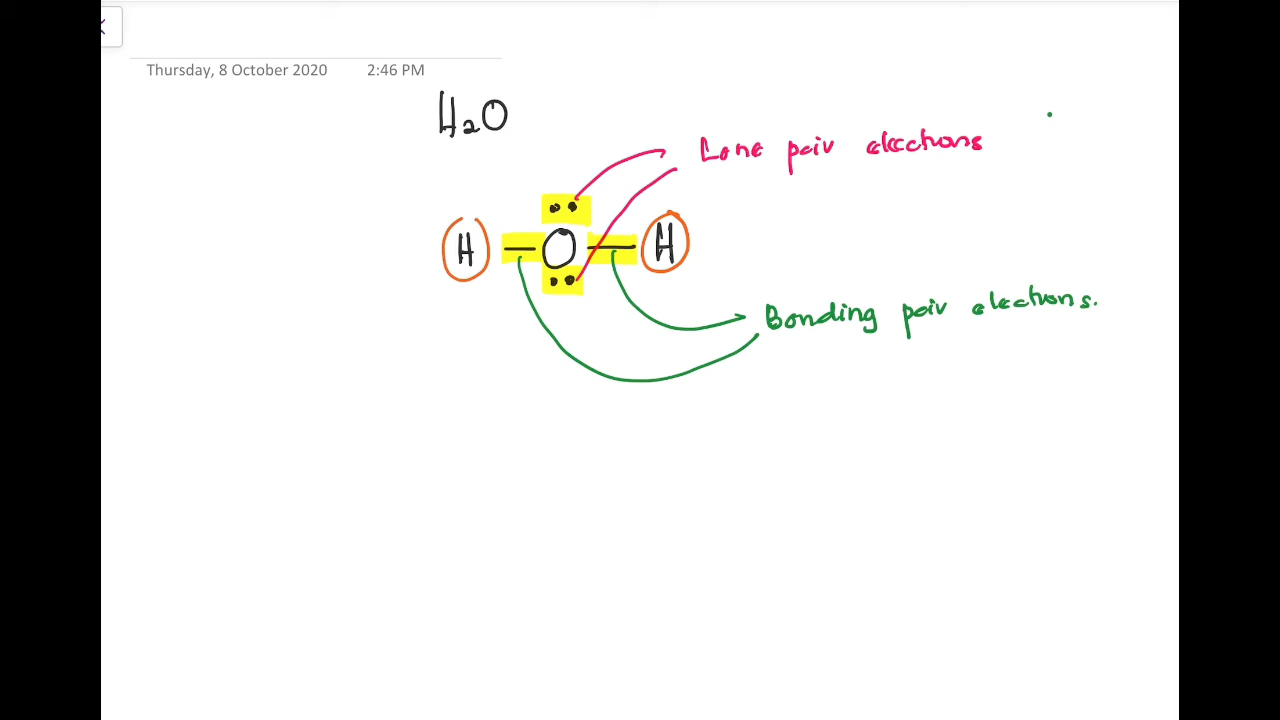 Thursday, 8 October 2020 2:46 PM
H₂O
Lone pair electrons
H – O – H
Bonding pair electrons.